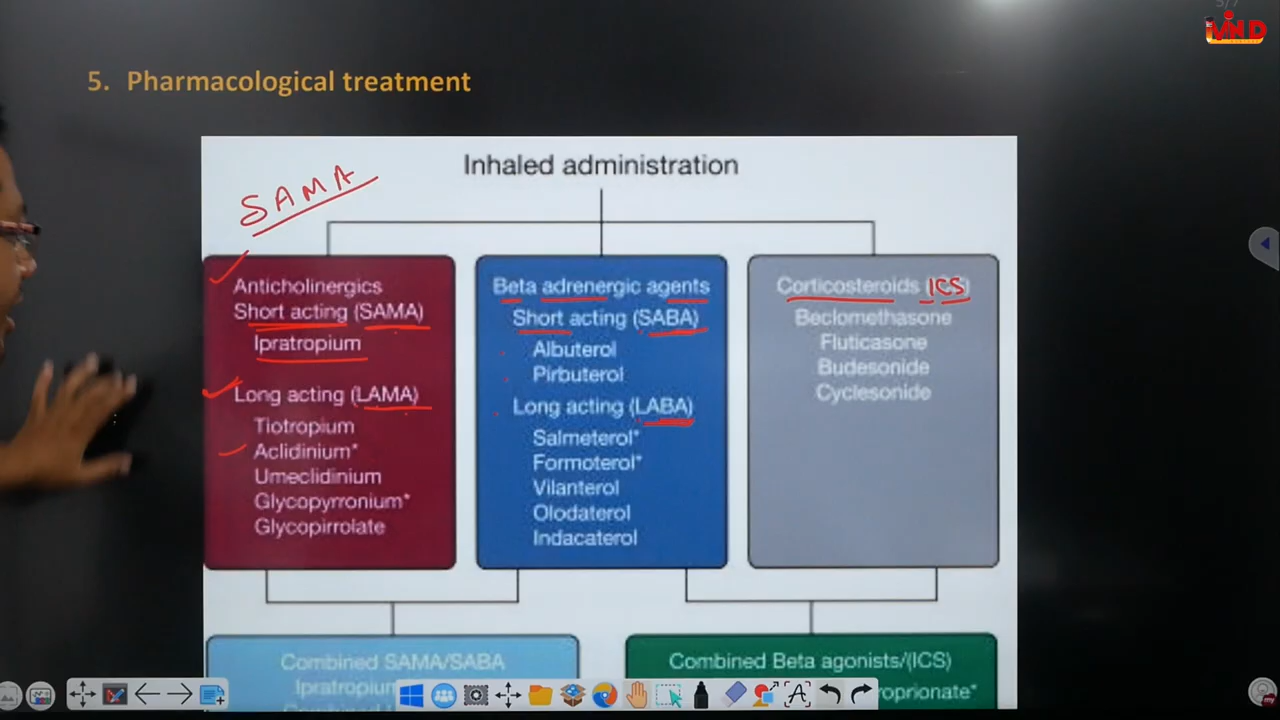 5/7
5. Pharmacological treatment
Inhaled administration
SAMA
Anticholinergics
Short acting (SAMA)
Ipratropium
Long acting (LAMA)
Tiotropium
Aclidinium*
Umeclidinium
Glycopyrronium*
Glycopirrolate
Beta adrenergic agents
Short acting (SABA)
Albuterol
Pirbuterol
Long acting (LABA)
Salmeterol*
Formoterol*
Vilanterol
Olodaterol
Indacaterol
Corticosteroids (ICS)
Beclomethasone
Fluticasone
Budesonide
Cyclesonide
Combined SAMA/SABA
Combined Beta agonists/(ICS)